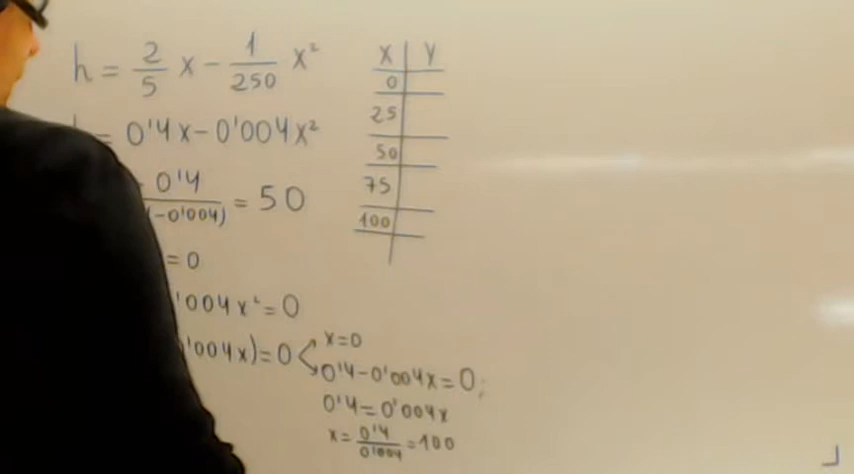 h = 2/5 x - 1/250 x²
= 0'4x - 0'004x²
- 0'4/(-0'004) = 50
= 0
'004x² = 0
'004x) = 0
x=0
0'4-0'004x=0;
0'4=0'004x
x=0'4/0'004=100
X Y
0
25
50
75
100